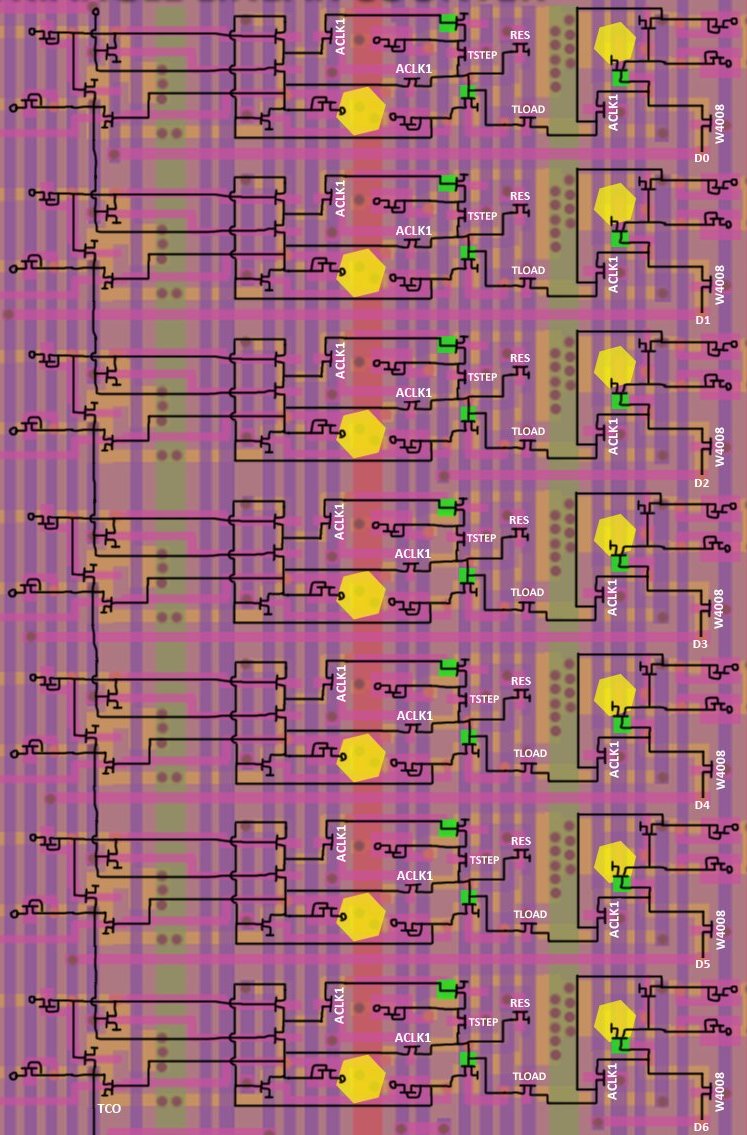 ACLK1
RES
TSTEP
ACLK1
TLOAD
ACLK1
W4008
D0
ACLK1
RES
TSTEP
ACLK1
TLOAD
ACLK1
W4008
D1
ACLK1
RES
TSTEP
ACLK1
TLOAD
ACLK1
W4008
D2
ACLK1
RES
TSTEP
ACLK1
TLOAD
ACLK1
W4008
D3
ACLK1
RES
TSTEP
ACLK1
TLOAD
ACLK1
W4008
D4
ACLK1
RES
TSTEP
ACLK1
TLOAD
ACLK1
W4008
D5
ACLK1
RES
TSTEP
ACLK1
TLOAD
ACLK1
W4008
TCO
D6